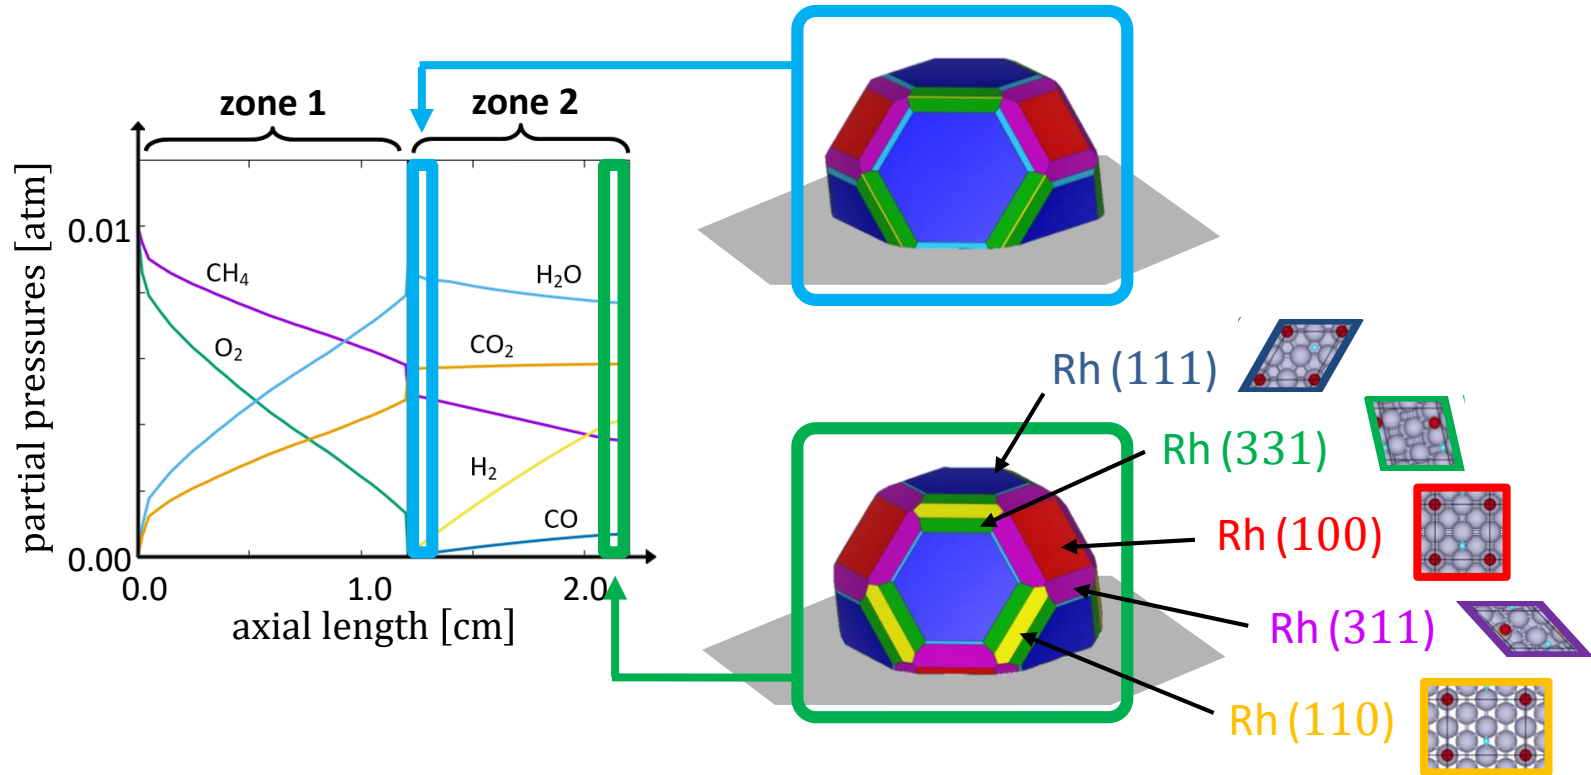 zone 1
zone 2
partial pressures [atm]
0.01
0.00
CH₄
O₂
H₂O
CO₂
H₂
CO
0.0
1.0
2.0
axial length [cm]
Rh (111)
Rh (331)
Rh (100)
Rh (311)
Rh (110)